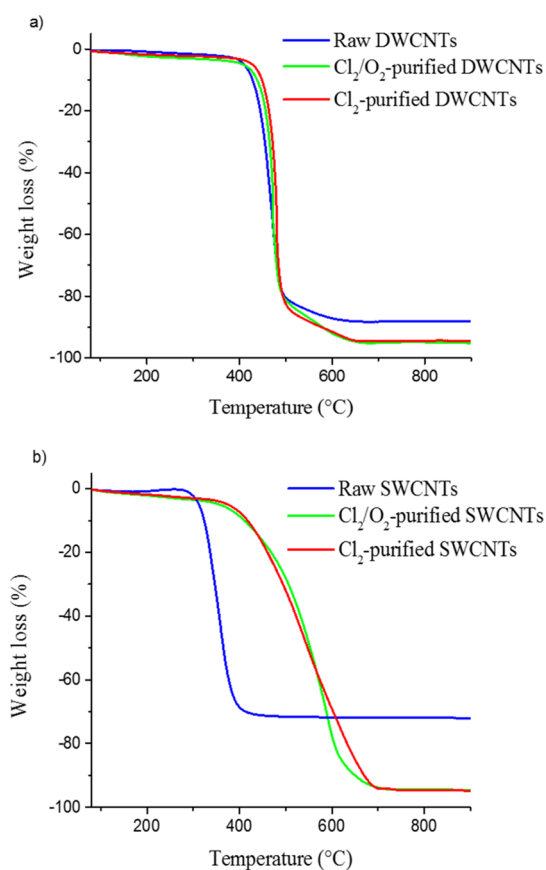 a)
Raw DWCNTs
Cl₂/O₂-purified DWCNTs
Cl₂-purified DWCNTs
Weight loss (%)
0
-20
-40
-60
-80
-100
200
400
600
800
Temperature (°C)
b)
Raw SWCNTs
Cl₂/O₂-purified SWCNTs
Cl₂-purified SWCNTs
Weight loss (%)
0
-20
-40
-60
-80
-100
200
400
600
800
Temperature (°C)